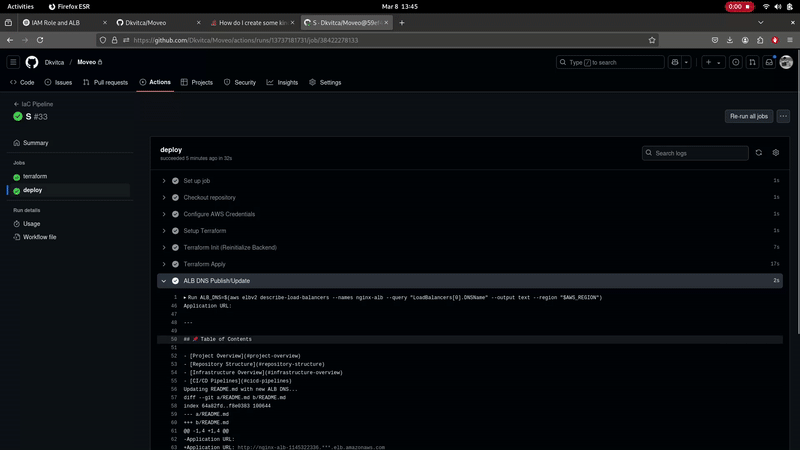 Activities
Firefox ESR
Mar 8 13:45
0:00
IAM Role and ALB
Dkvitca/Moveo
How do I create some kin
S · Dkvitca/Moveo@59ef
https://github.com/Dkvitca/Moveo/actions/runs/13737181731/job/38422278133
Dkvitca / Moveo
Type / to search
Code
Issues
Pull requests
Actions
Projects
Security
Insights
Settings
IaC Pipeline
S #33
Re-run all jobs
Summary
Jobs
terraform
deploy
Run details
Usage
Workflow file
deploy
succeeded 5 minutes ago in 32s
Search logs
Set up job 1s
Checkout repository 1s
Configure AWS Credentials 1s
Setup Terraform 1s
Terraform Init (Reinitialize Backend) 7s
Terraform Apply 17s
ALB DNS Publish/Update 2s
1 Run ALB_DNS=$(aws elbv2 describe-load-balancers --names nginx-alb --query "LoadBalancers[0].DNSName" --output text --region "$AWS_REGION")
46 Application URL:
47
48 ---
49
50 ## 📌 Table of Contents
51
52 - [Project Overview](#project-overview)
53 - [Repository Structure](#repository-structure)
54 - [Infrastructure Overview](#infrastructure-overview)
55 - [CI/CD Pipelines](#cicd-pipelines)
56 Updating README.md with new ALB DNS...
57 diff --git a/README.md b/README.md
58 index 64a82fd..f8e0383 100644
59 --- a/README.md
60 +++ b/README.md
61 @@ -1,4 +1,4 @@
62 -Application URL:
63 +Application URL: http://nginx-alb-1145322336.***.elb.amazonaws.com